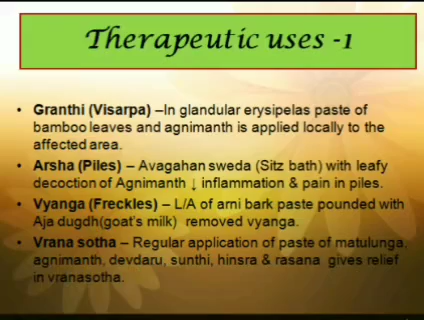 Therapeutic uses -1
• Granthi (Visarpa) –In glandular erysipelas paste of
bamboo leaves and agnimanth is applied locally to the
affected area.
• Arsha (Piles) – Avagahan sweda (Sitz bath) with leafy
decoction of Agnimanth ↓ inflammation & pain in piles.
• Vyanga (Freckles) – L/A of arni bark paste pounded with
Aja dugdh(goat's milk) removed vyanga.
• Vrana sotha – Regular application of paste of matulunga,
agnimanth, devdaru, sunthi, hinsra & rasana gives relief
in vranasotha.